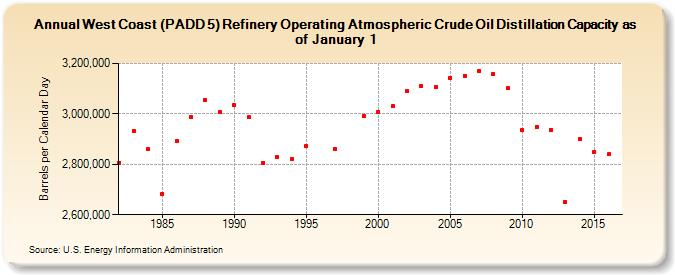 Annual West Coast (PADD 5) Refinery Operating Atmospheric Crude Oil Distillation Capacity as
of January 1
Barrels per Calendar Day
3,200,000
3,000,000
2,800,000
2,600,000
1985
1990
1995
2000
2005
2010
2015
Source: U.S. Energy Information Administration